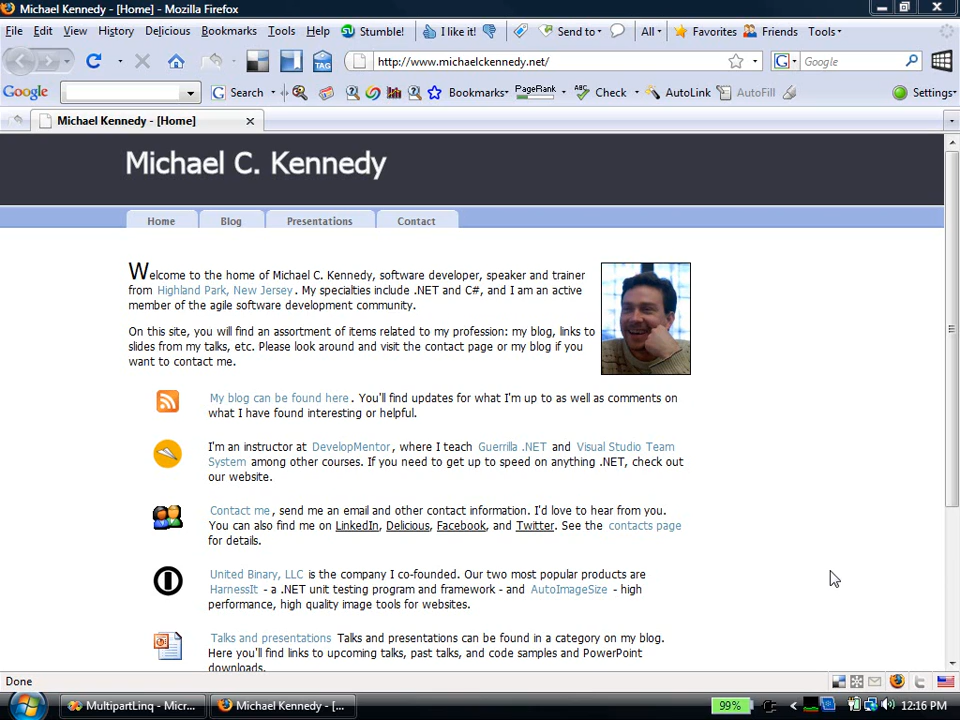 Michael Kennedy - [Home] - Mozilla Firefox
File Edit View History Delicious Bookmarks Tools Help Stumble! I like it! Send to All Favorites Friends Tools
TAG http://www.michaelckennedy.net/ Google
Google Search Bookmarks PageRank Check AutoLink AutoFill Settings
Michael Kennedy - [Home]
Michael C. Kennedy
Home Blog Presentations Contact
Welcome to the home of Michael C. Kennedy, software developer, speaker and trainer
from Highland Park, New Jersey. My specialties include .NET and C#, and I am an active
member of the agile software development community.
On this site, you will find an assortment of items related to my profession: my blog, links to
slides from my talks, etc. Please look around and visit the contact page or my blog if you
want to contact me.
My blog can be found here. You'll find updates for what I'm up to as well as comments on
what I have found interesting or helpful.
I'm an instructor at DevelopMentor, where I teach Guerrilla .NET and Visual Studio Team
System among other courses. If you need to get up to speed on anything .NET, check out
our website.
Contact me, send me an email and other contact information. I'd love to hear from you.
You can also find me on LinkedIn, Delicious, Facebook, and Twitter. See the contacts page
for details.
United Binary, LLC is the company I co-founded. Our two most popular products are
HarnessIt - a .NET unit testing program and framework - and AutoImageSize - high
performance, high quality image tools for websites.
Talks and presentations Talks and presentations can be found in a category on my blog.
Here you'll find links to upcoming talks, past talks, and code samples and PowerPoint
downloads.
Done
MultipartLinq - Micr... Michael Kennedy - [... 99% 12:16 PM